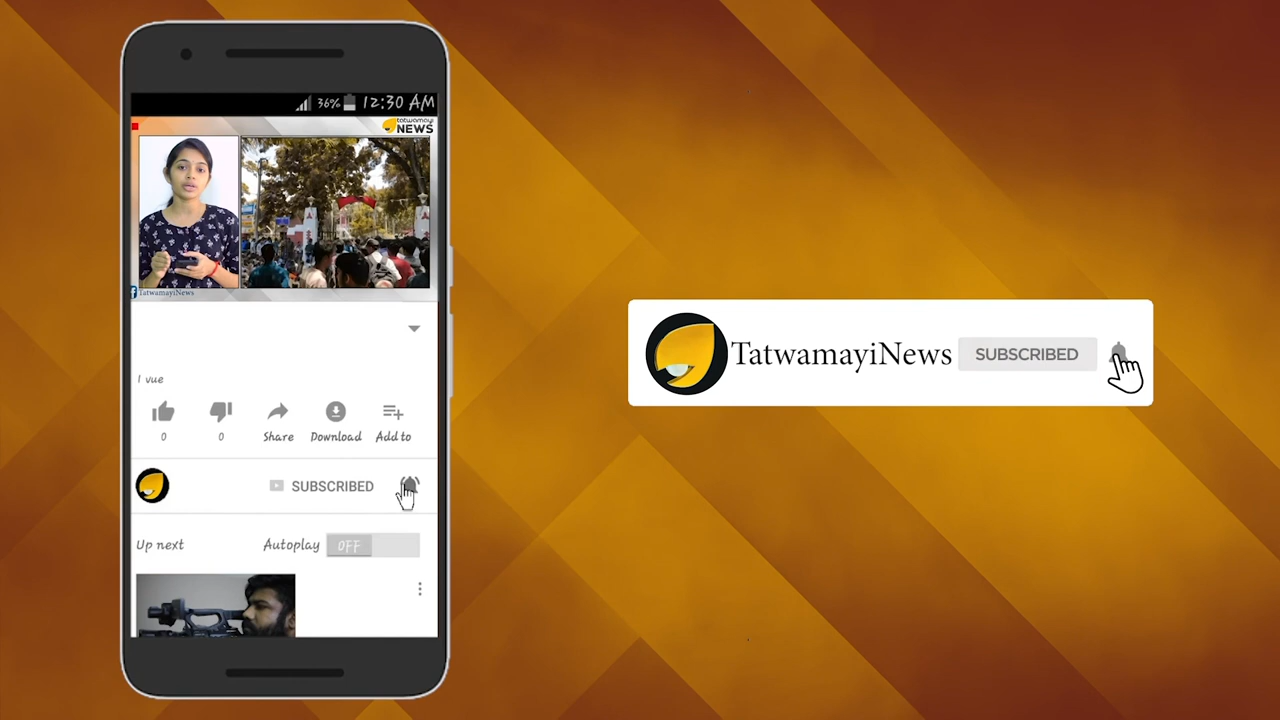 36% 12:30 AM
tatwamayi
NEWS
TatwamayiNews
1 vue
0 0 Share Download Add to
SUBSCRIBED
Up next Autoplay OFF
TatwamayiNews SUBSCRIBED